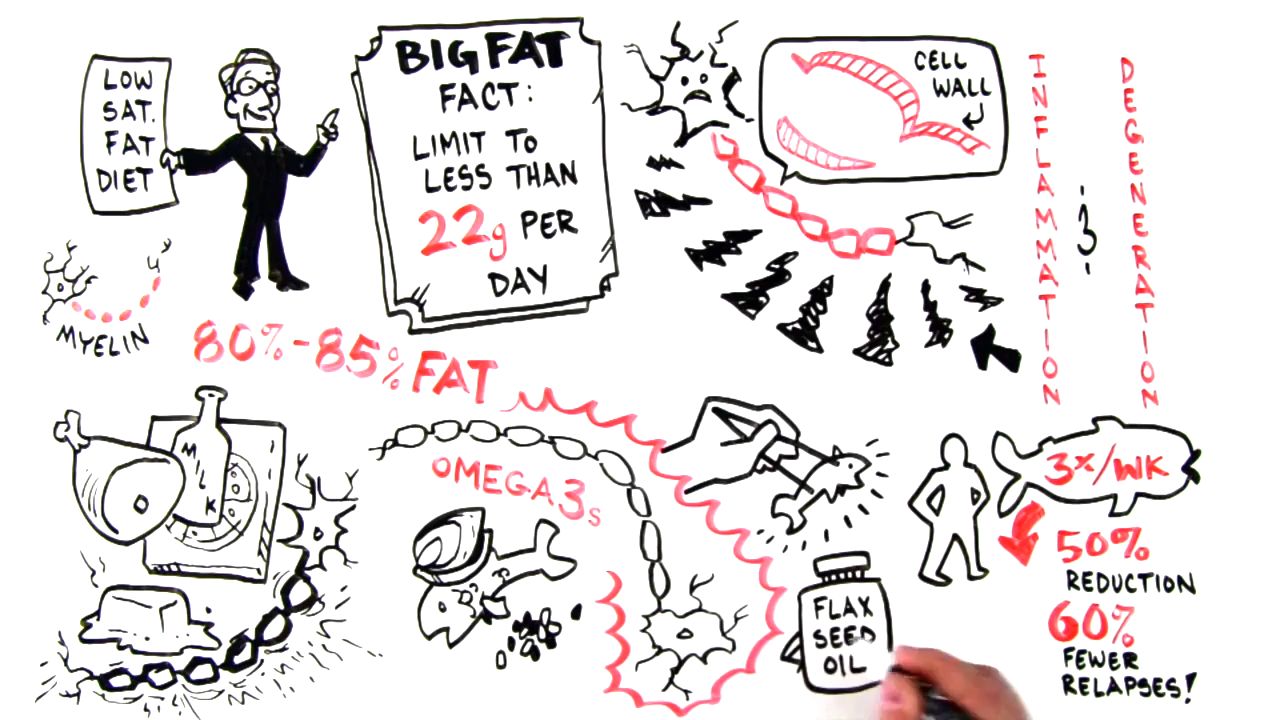 LOW
SAT.
FAT
DIET
BIG FAT
FACT:
LIMIT TO
LESS THAN
22g PER
DAY
CELL
WALL
INFLAMMATION
&
DEGENERATION
MYELIN
80%-85% FAT
MILK
OMEGA 3s
3x/WK
50%
REDUCTION
60%
FEWER
RELAPSES!
FLAX
SEED
OIL